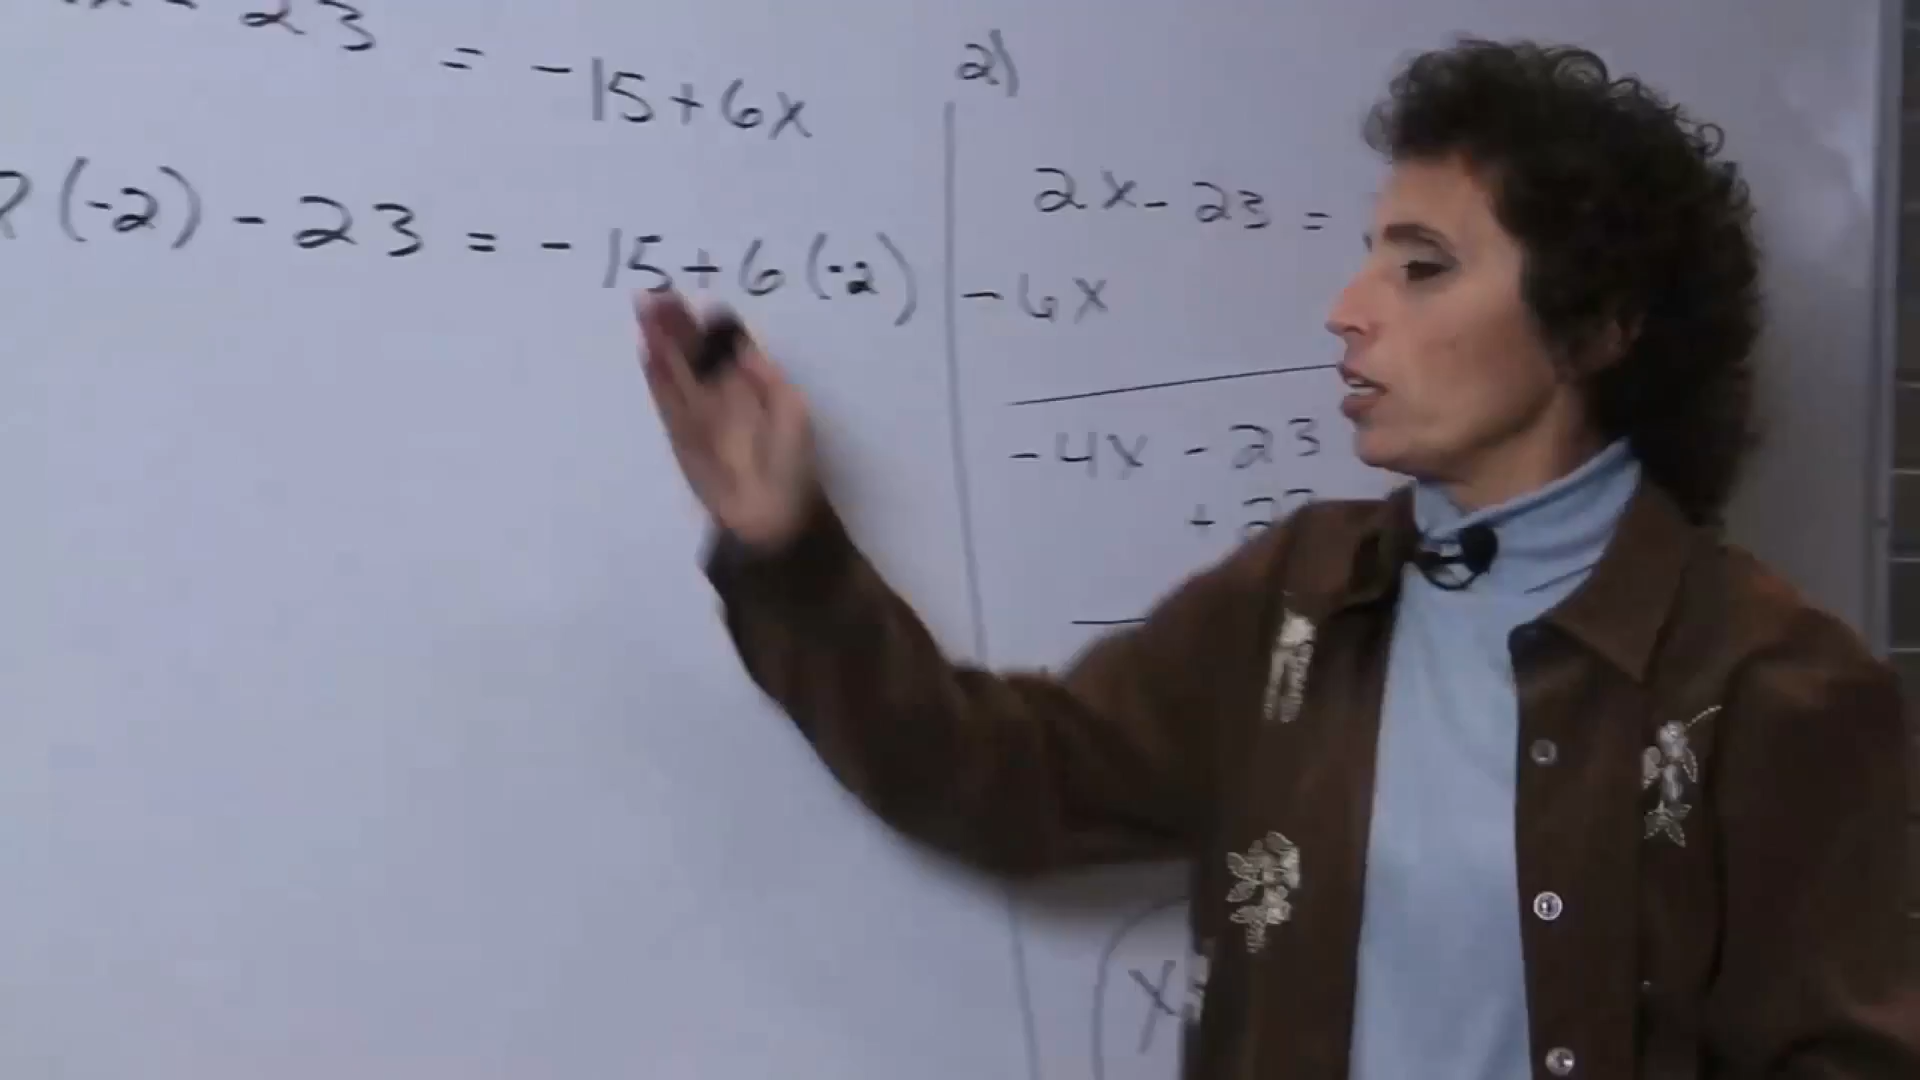 - 23 = -15+6x
(-2) - 23 = -15+6(-2)
2)
2x- 23 =
-6x
-4x - 23
+ 23
x=